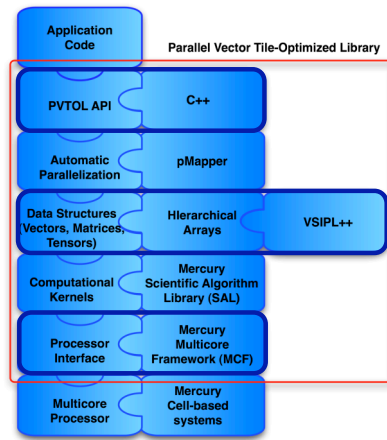 Application
Code
Parallel Vector Tile-Optimized Library
PVTOL API
C++
Automatic
Parallelization
pMapper
Data Structures
(Vectors, Matrices,
Tensors)
Hierarchical
Arrays
VSIPL++
Computational
Kernels
Mercury
Scientific Algorithm
Library (SAL)
Processor
Interface
Mercury
Multicore
Framework (MCF)
Multicore
Processor
Mercury
Cell-based
systems